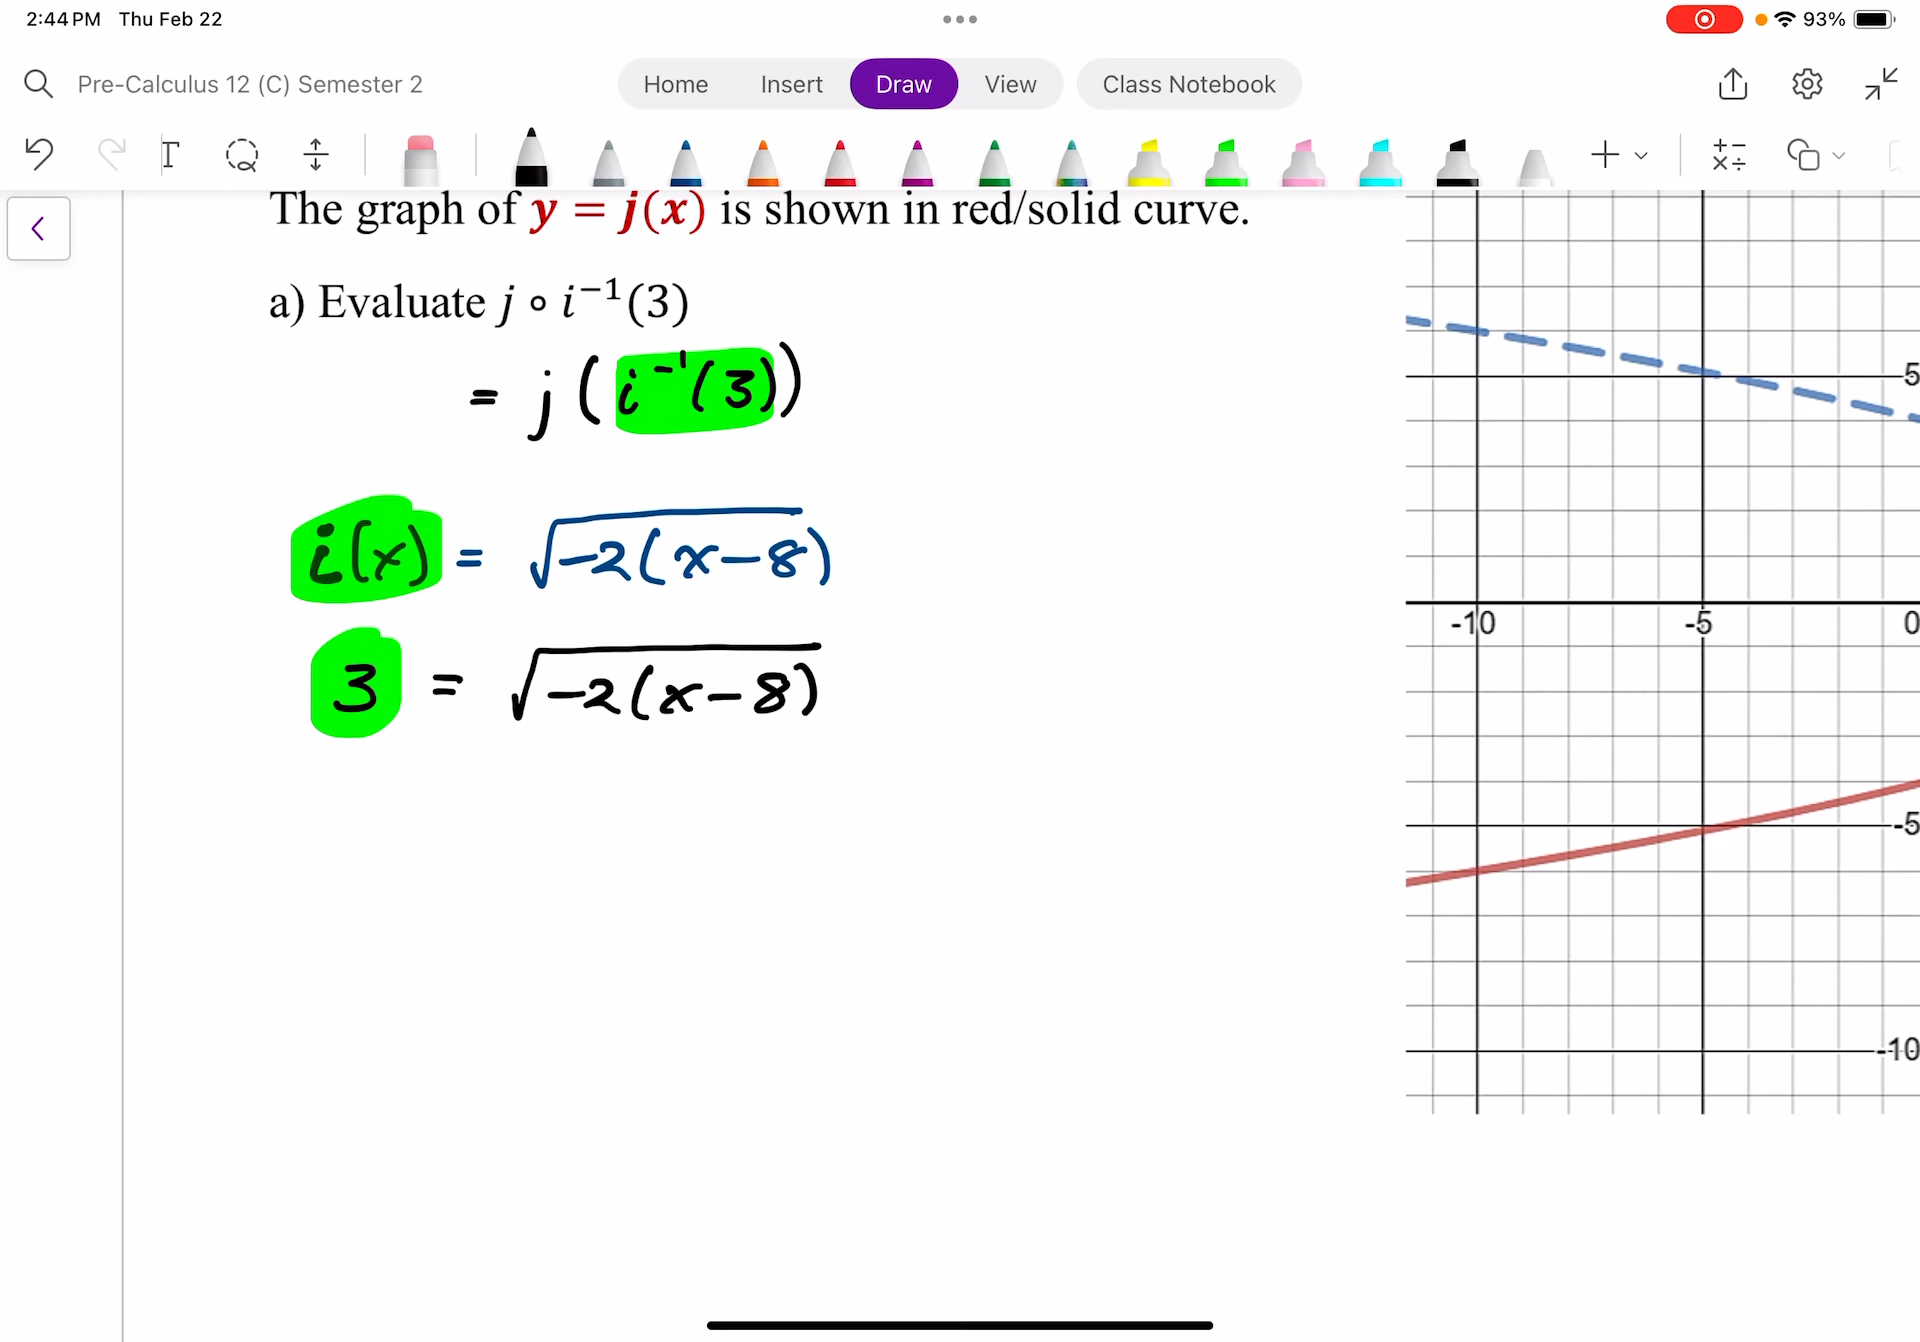 2:44 PM Thu Feb 22
93%
Pre-Calculus 12 (C) Semester 2
Home Insert Draw View Class Notebook
The graph of y = j(x) is shown in red/solid curve.
a) Evaluate j ∘ i⁻¹(3)
= j(i⁻¹(3))
i(x) = √-2(x-8)
3 = √-2(x-8)
5
-10 -5 0
-5
-10